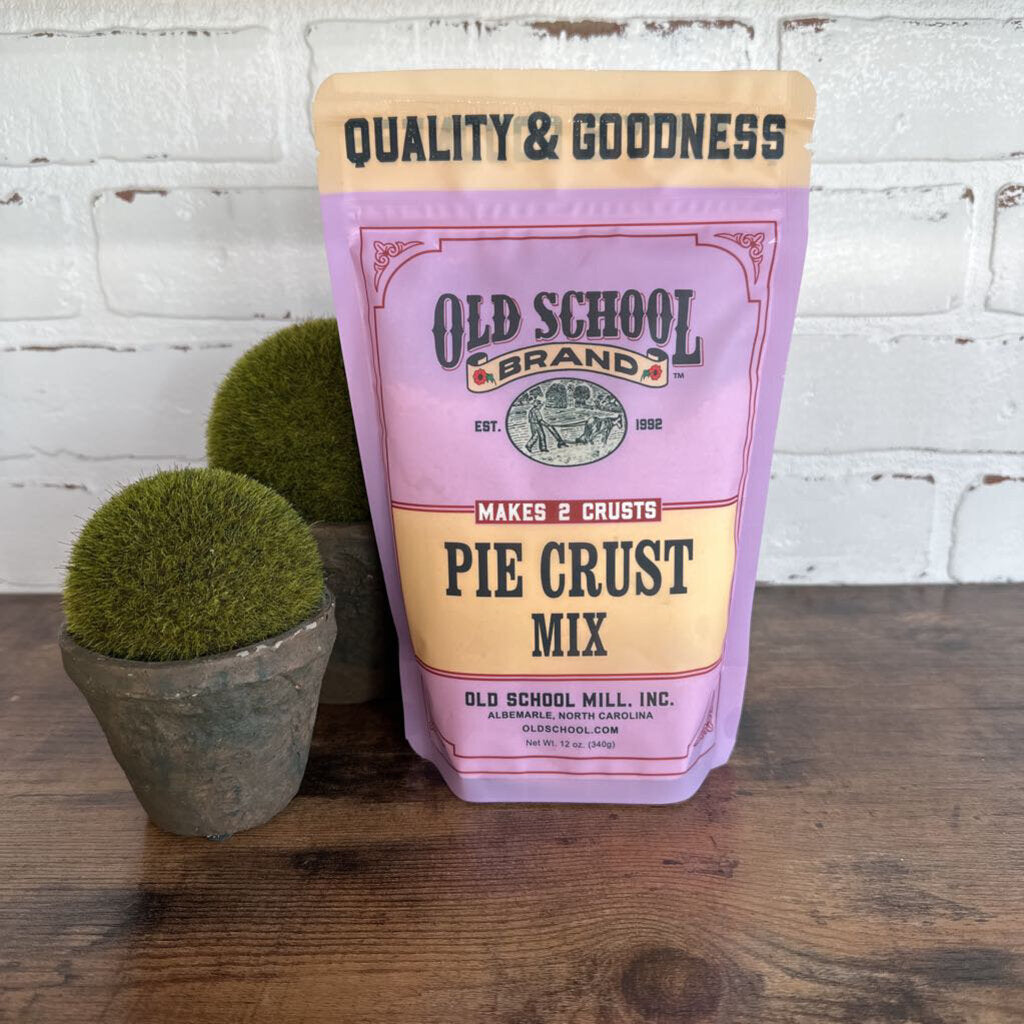 QUALITY & GOODNESS
OLD SCHOOL
BRAND
TM
EST. 1992
MAKES 2 CRUSTS
PIE CRUST
MIX
OLD SCHOOL MILL, INC.
ALBEMARLE, NORTH CAROLINA
OLDSCHOOL.COM
Net Wt. 12 oz. (340g)